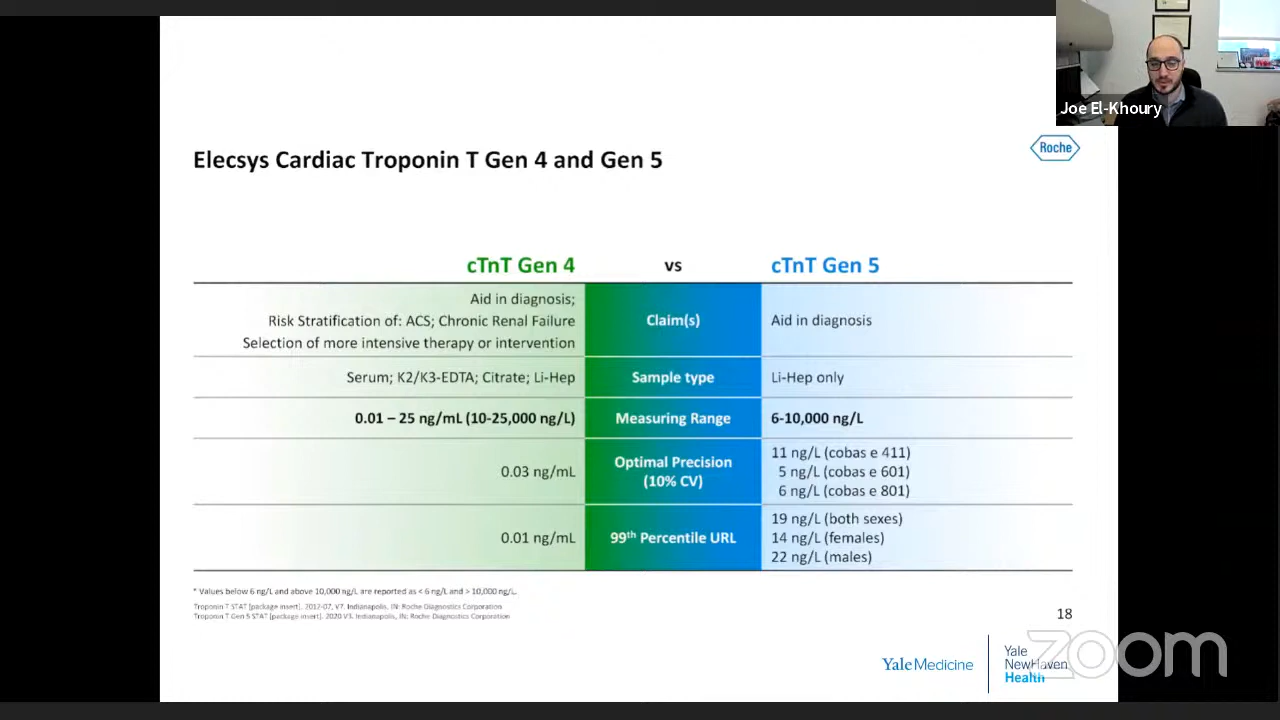 Joe El-Khoury
Roche
Elecsys Cardiac Troponin T Gen 4 and Gen 5
cTnT Gen 4 vs cTnT Gen 5
Aid in diagnosis;
Risk Stratification of: ACS; Chronic Renal Failure
Selection of more intensive therapy or intervention
Claim(s)
Aid in diagnosis
Serum; K2/K3-EDTA; Citrate; Li-Hep
Sample type
Li-Hep only
0.01 – 25 ng/mL (10-25,000 ng/L)
Measuring Range
6-10,000 ng/L
0.03 ng/mL
Optimal Precision
(10% CV)
11 ng/L (cobas e 411)
5 ng/L (cobas e 601)
6 ng/L (cobas e 801)
0.01 ng/mL
99th Percentile URL
19 ng/L (both sexes)
14 ng/L (females)
22 ng/L (males)
* Values below 6 ng/L and above 10,000 ng/L are reported as < 6 ng/L and > 10,000 ng/L.
Troponin T STAT [package insert]. 2017-07, V7. Indianapolis, IN: Roche Diagnostics Corporation
Troponin T Gen 5 STAT [package insert]. 2020 V3. Indianapolis, IN: Roche Diagnostics Corporation
18
Yale Medicine
Yale
NewHaven
Health
zoom